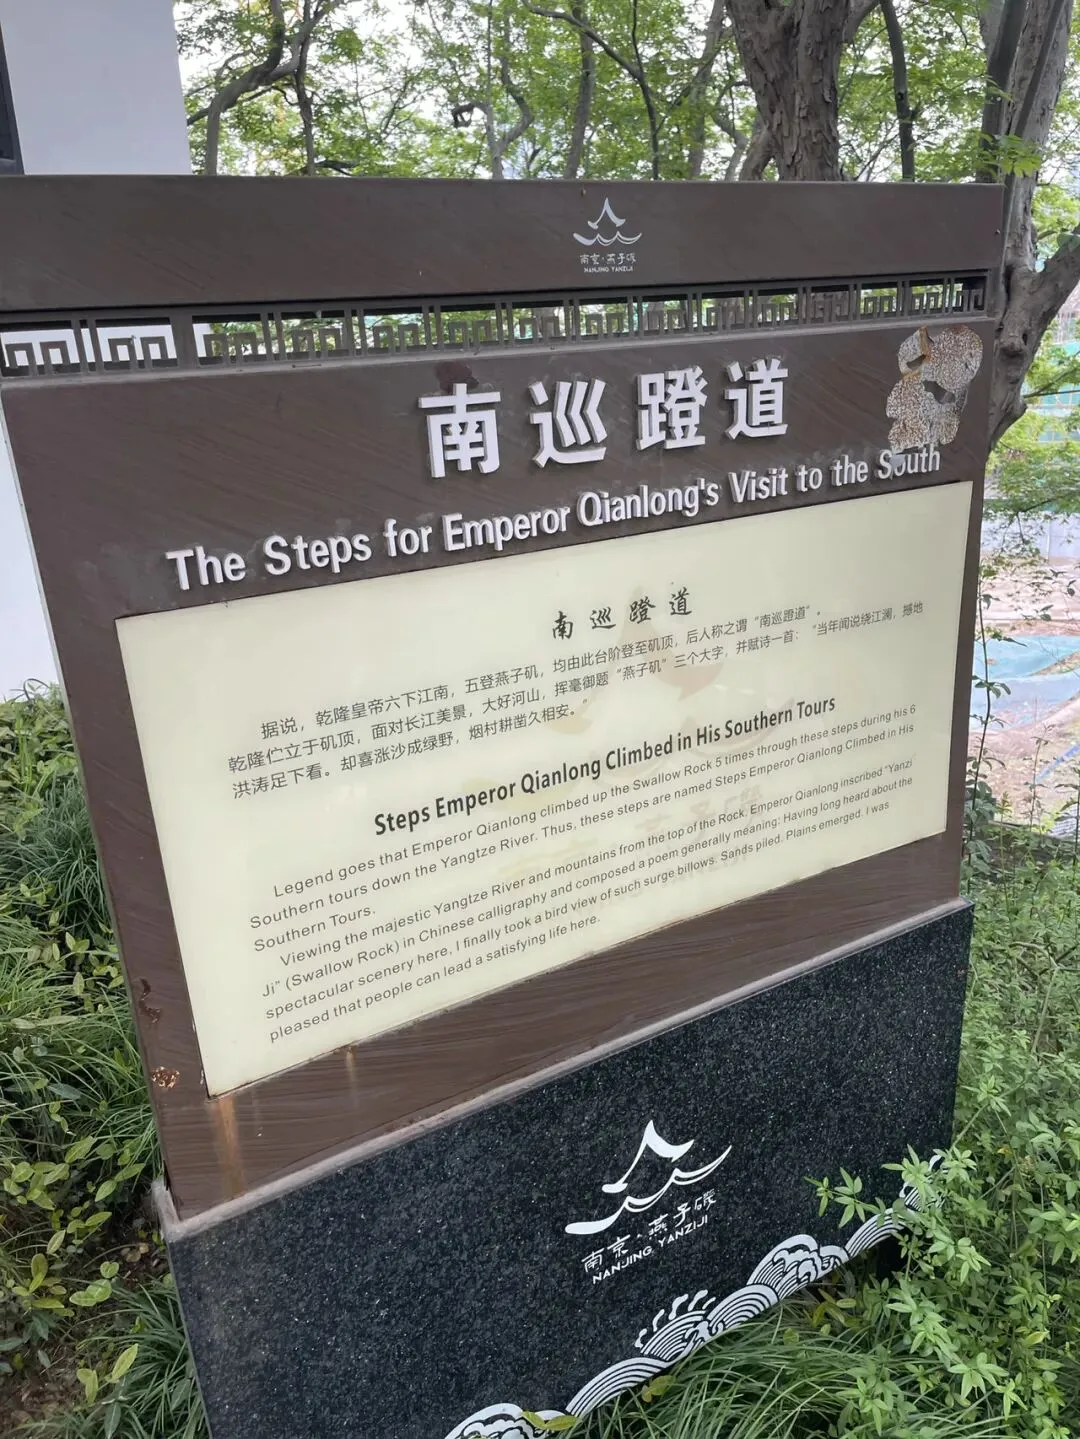 南京·燕子矶
NANJING YANZIJI
南巡蹬道
The Steps for Emperor Qianlong's Visit to the South
南巡蹬道
据说，乾隆皇帝六下江南，五登燕子矶，均由此台阶登至矶顶，后人称之谓“南巡蹬道”。
乾隆伫立于矶顶，面对长江美景，大好河山，挥毫御题“燕子矶”三个大字，并赋诗一首：“当年闻说绕江澜，撼地
洪涛足下看。却喜涨沙成绿野，烟村耕凿久相安。”
Steps Emperor Qianlong Climbed in His Southern Tours
Legend goes that Emperor Qianlong climbed up the Swallow Rock 5 times through these steps during his 6
Southern tours down the Yangtze River. Thus, these steps are named Steps Emperor Qianlong Climbed in His
Southern Tours.
Viewing the majestic Yangtze River and mountains from the top of the Rock, Emperor Qianlong inscribed "Yanzi
Ji" (Swallow Rock) in Chinese calligraphy and composed a poem generally meaning: Having long heard about the
spectacular scenery here, I finally took a bird view of such surge billows. Sands piled. Plains emerged. I was
pleased that people can lead a satisfying life here.
南京·燕子矶
NANJING YANZIJI